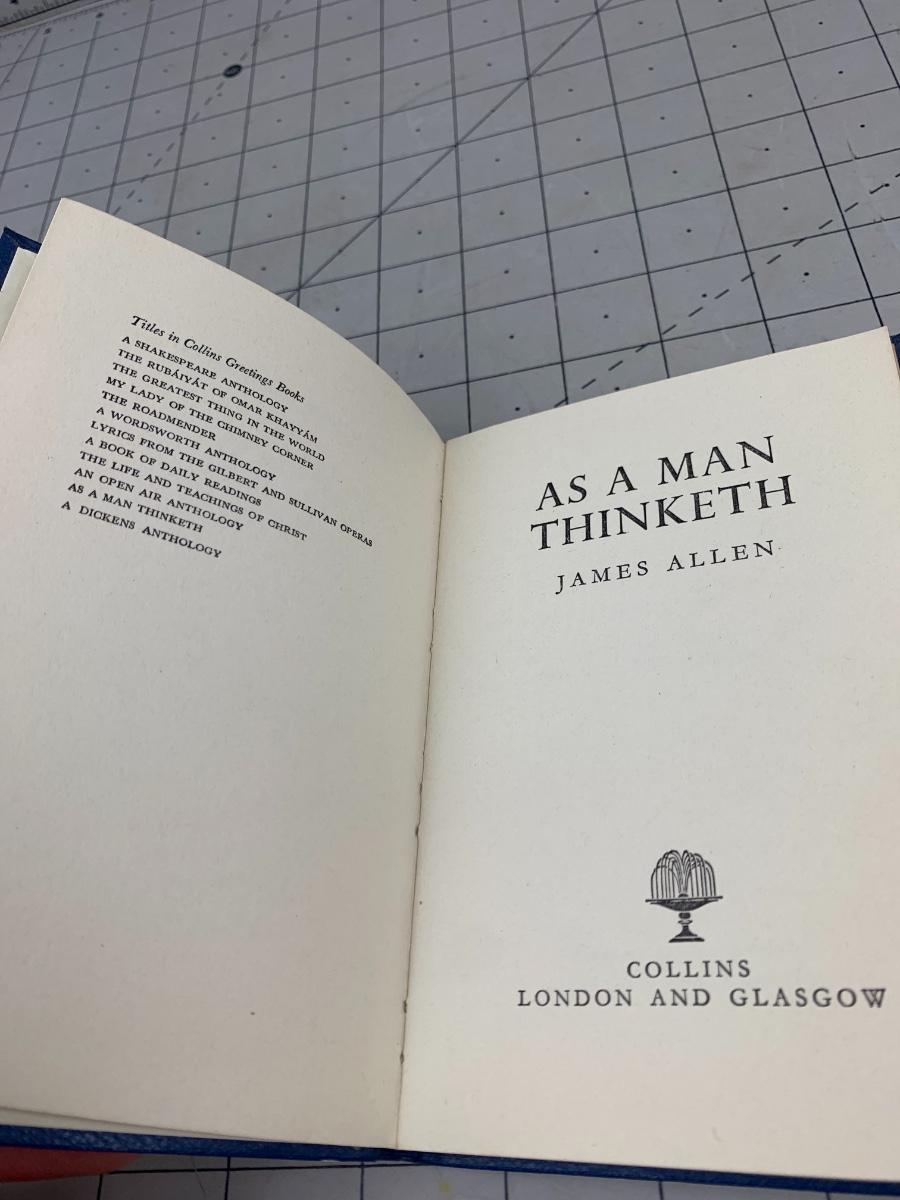 Titles in Collins Greetings Books
A SHAKESPEARE ANTHOLOGY
THE RUBÁIYÁT OF OMAR KHAYYÁM
THE GREATEST THING IN THE WORLD
MY LADY OF THE CHIMNEY CORNER
THE ROADMENDER
A WORDSWORTH ANTHOLOGY
LYRICS FROM THE GILBERT AND SULLIVAN OPERAS
A BOOK OF DAILY READINGS
THE LIFE AND TEACHINGS OF CHRIST
AN OPEN AIR ANTHOLOGY
AS A MAN THINKETH
A DICKENS ANTHOLOGY
AS A MAN
THINKETH
JAMES ALLEN
COLLINS
LONDON AND GLASGOW